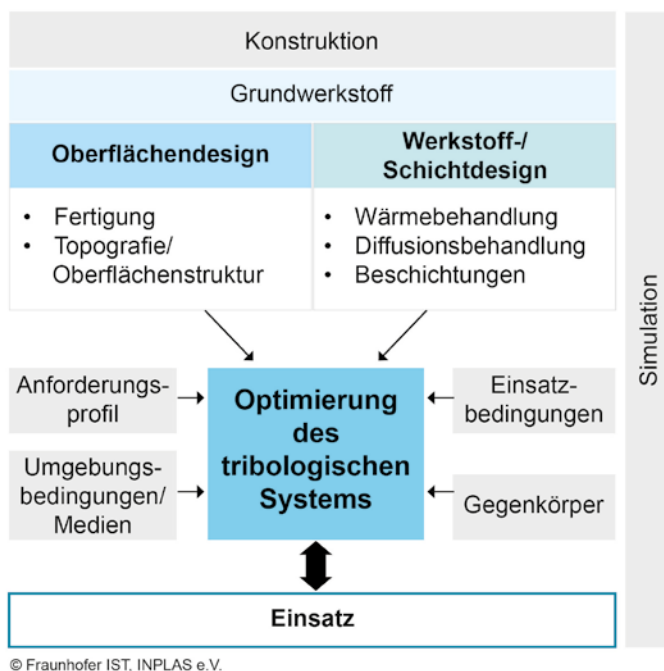 Konstruktion
Grundwerkstoff
Oberflächendesign
Werkstoff-/
Schichtdesign
• Fertigung
• Topografie/
Oberflächenstruktur
• Wärmebehandlung
• Diffusionsbehandlung
• Beschichtungen
Anforderungs-
profil
Umgebungs-
bedingungen/
Medien
Optimierung
des
tribologischen
Systems
Einsatz-
bedingungen
Gegenkörper
Einsatz
Simulation
© Fraunhofer IST, INPLAS e.V.